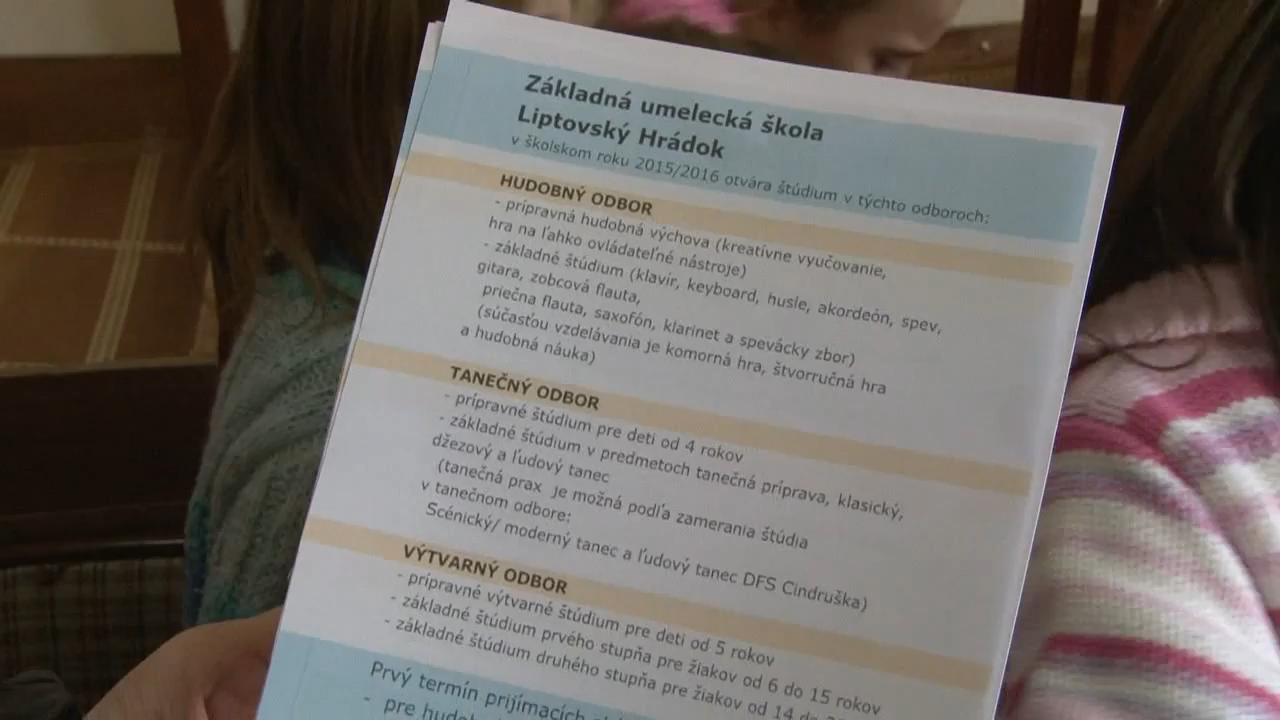 Základná umelecká škola
Liptovský Hrádok
v školskom roku 2015/2016 otvára štúdium v týchto odboroch:
HUDOBNÝ ODBOR
- prípravná hudobná výchova (kreatívne vyučovanie,
hra na ľahko ovládateľné nástroje)
- základné štúdium (klavír, keyboard, husle, akordeón, spev,
gitara, zobcová flauta,
priečna flauta, saxofón, klarinet a spevácky zbor)
(súčasťou vzdelávania je komorná hra, štvorručná hra
a hudobná náuka)
TANEČNÝ ODBOR
- prípravné štúdium pre deti od 4 rokov
- základné štúdium v predmetoch tanečná príprava, klasický,
džezový a ľudový tanec
(tanečná prax je možná podľa zamerania štúdia
v tanečnom odbore:
Scénický/ moderný tanec a ľudový tanec DFS Cindruška)
VÝTVARNÝ ODBOR
- prípravné výtvarné štúdium pre deti od 5 rokov
- základné štúdium prvého stupňa pre žiakov od 6 do 15 rokov
- základné štúdium druhého stupňa pre žiakov od 14 do
Prvý termín prijímacích
- pre